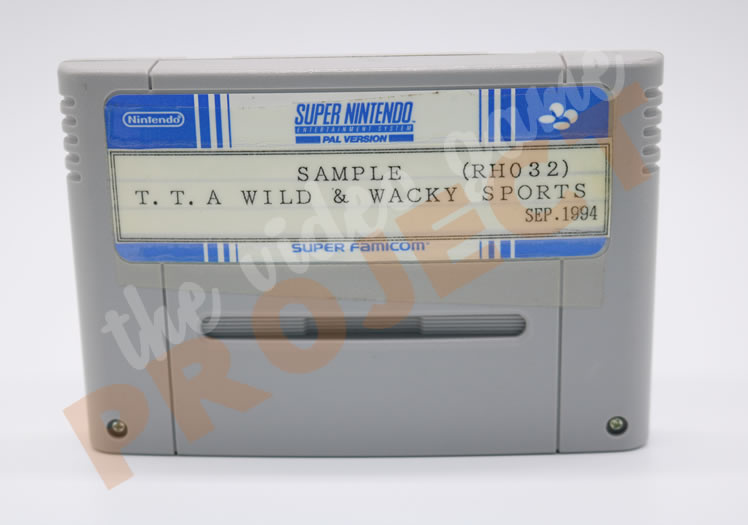 Nintendo
SUPER NINTENDO
ENTERTAINMENT SYSTEM
PAL VERSION
SAMPLE (RH032)
T. T. A WILD & WACKY SPORTS
SEP.1994
SUPER FAMICOM
the video game
PROJECT